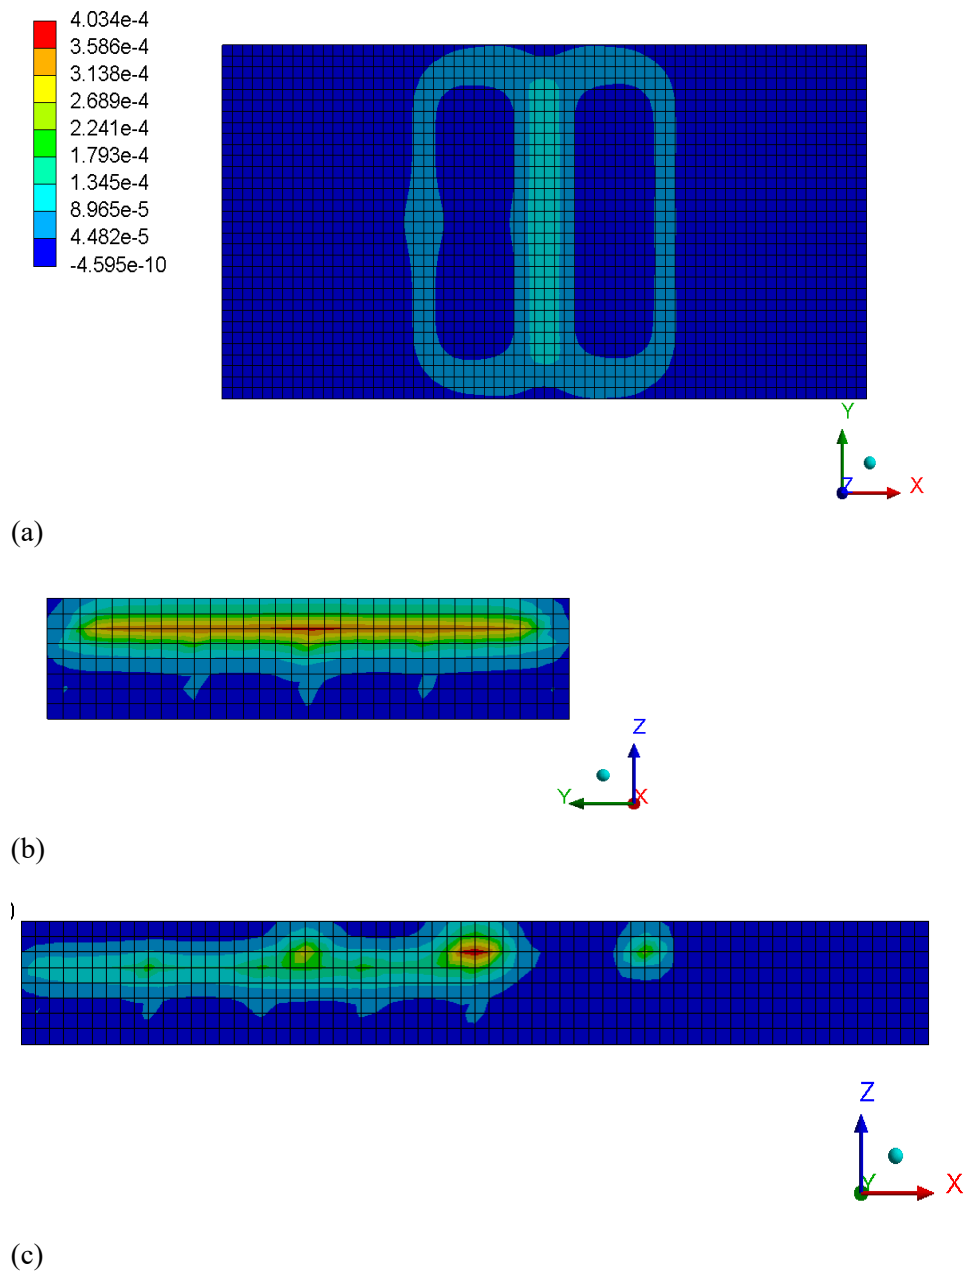 4.034e-4
3.586e-4
3.138e-4
2.689e-4
2.241e-4
1.793e-4
1.345e-4
8.965e-5
4.482e-5
-4.595e-10
Y
Z
X
(a)
Z
Y
X
(b)
)
Z
Y
X
(c)